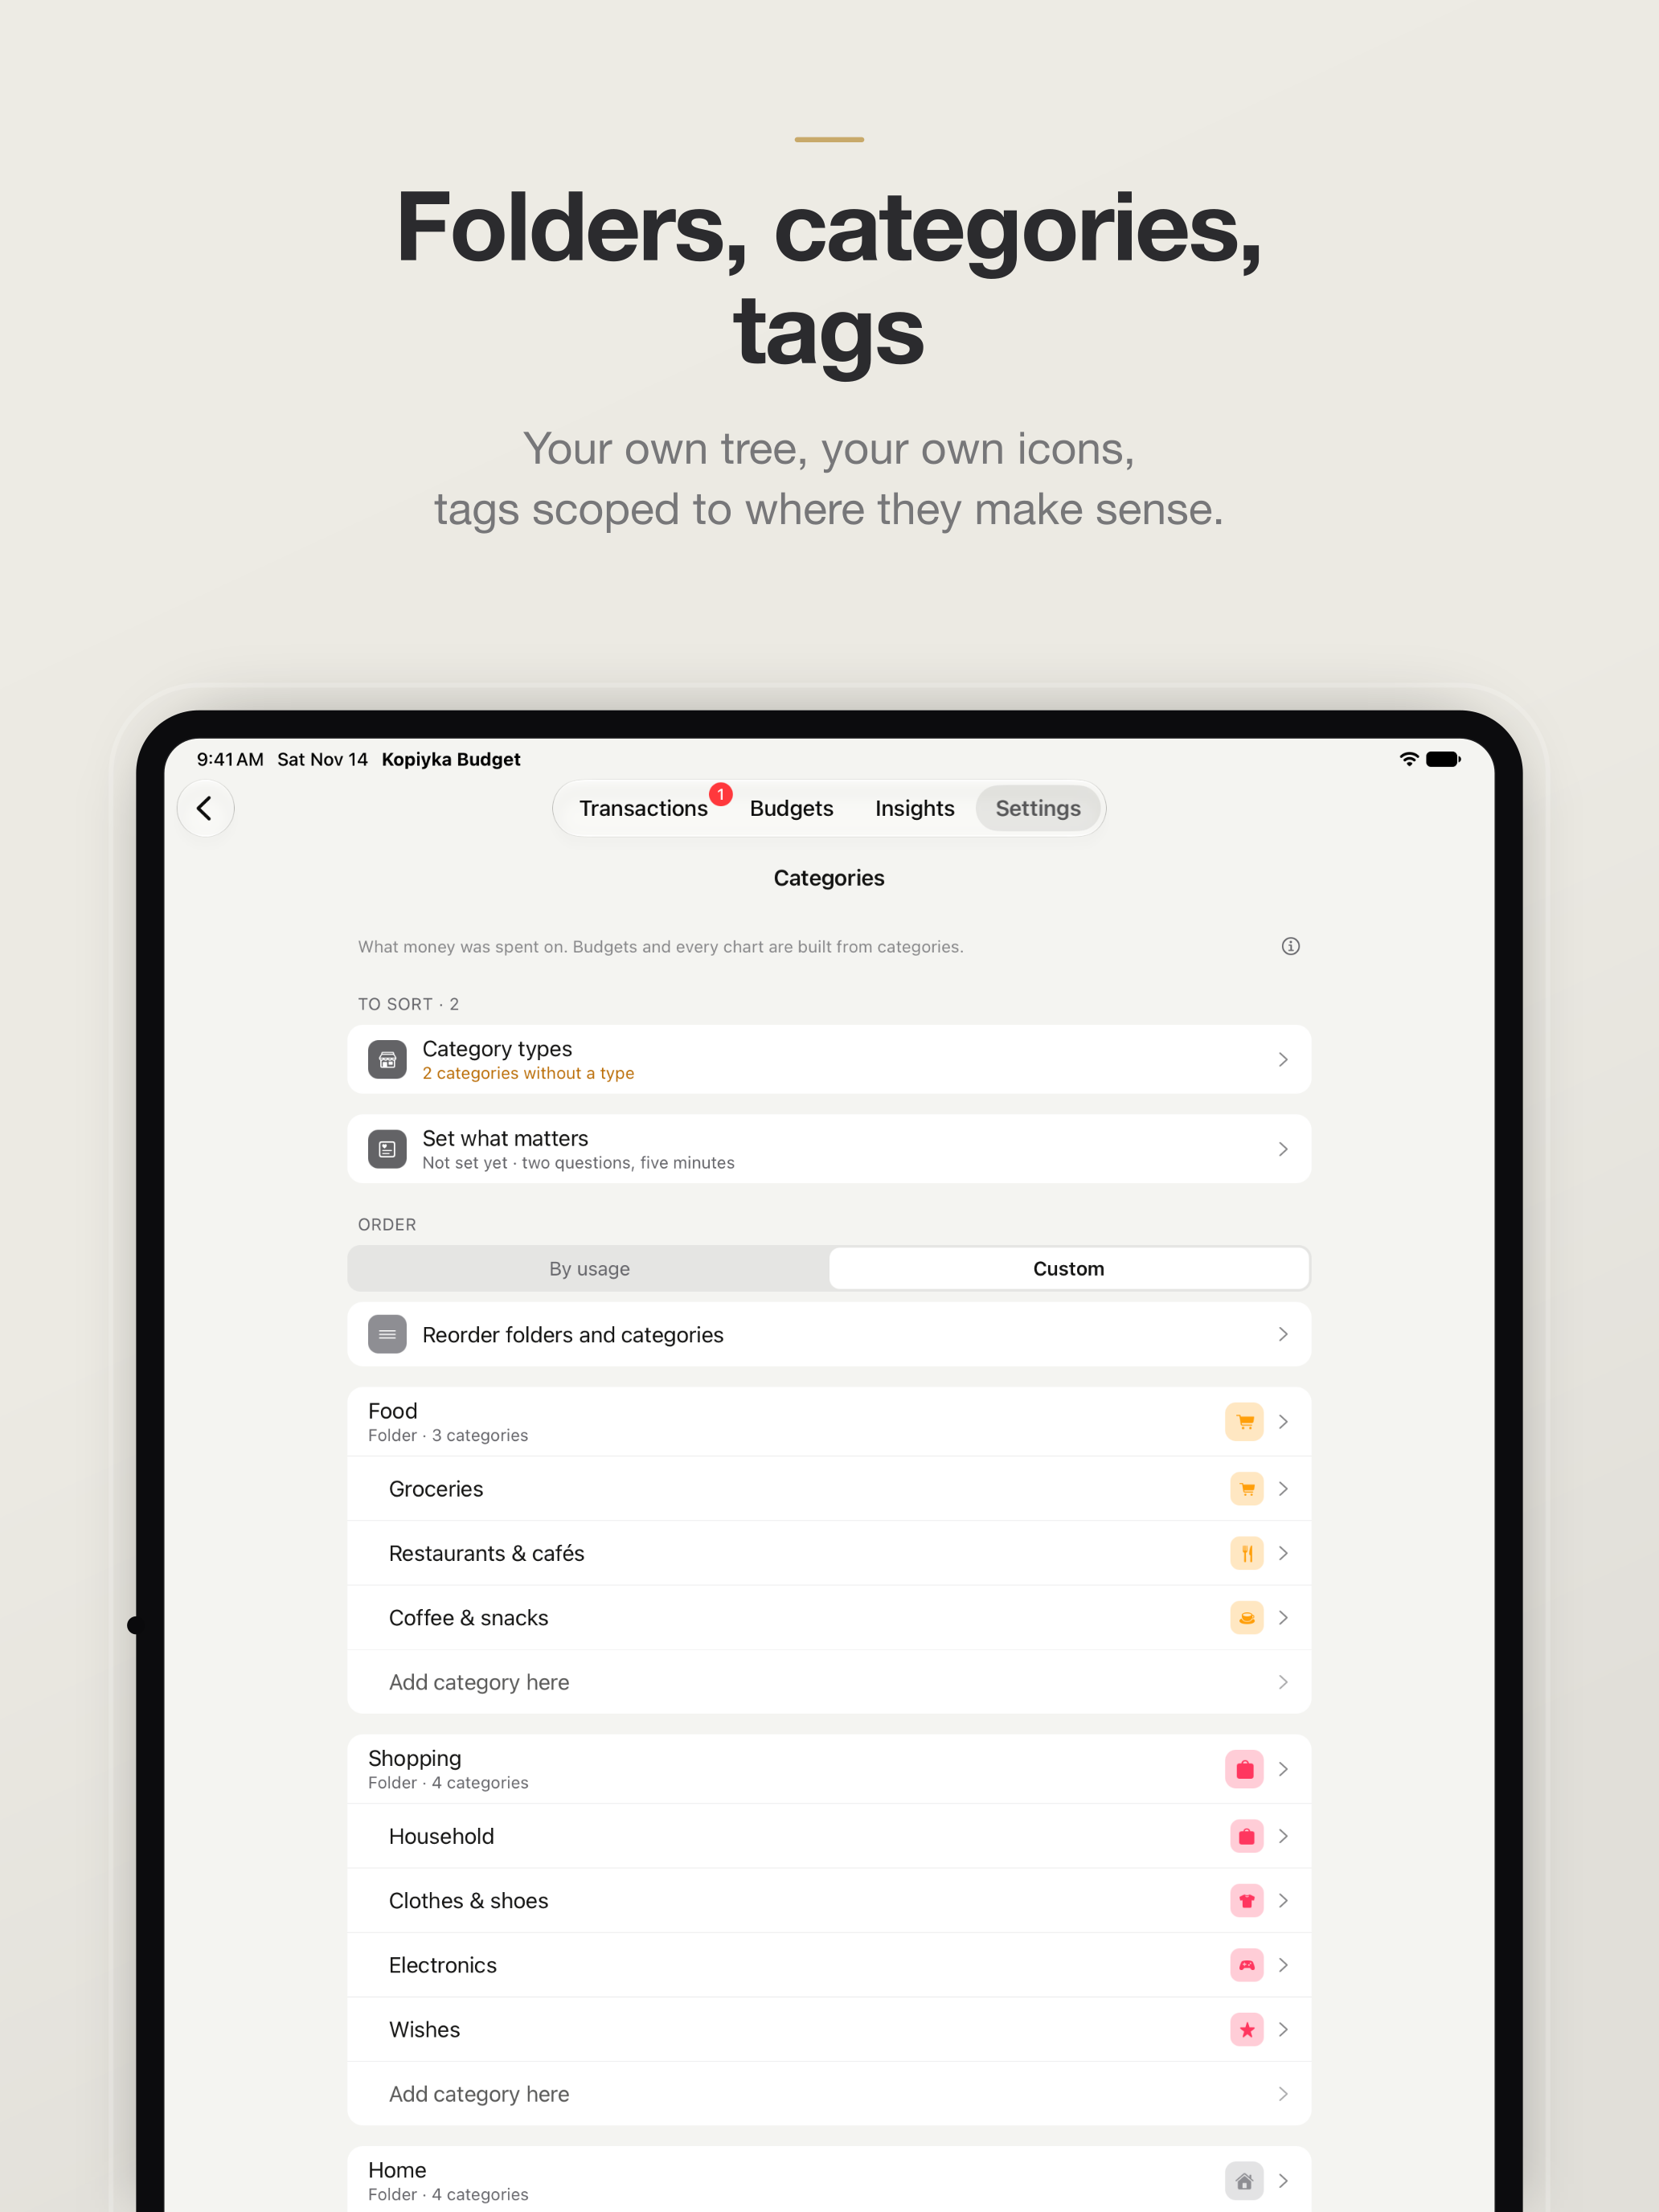 Folders, categories,
tags
Your own tree, your own icons,
tags scoped to where they make sense.
9:41 AM Sat Nov 14 Kopiyka Budget
Transactions 1 Budgets Insights Settings
Categories
What money was spent on. Budgets and every chart are built from categories.
TO SORT · 2
Category types
2 categories without a type
Set what matters
Not set yet · two questions, five minutes
ORDER
By usage Custom
Reorder folders and categories
Food
Folder · 3 categories
Groceries
Restaurants & cafés
Coffee & snacks
Add category here
Shopping
Folder · 4 categories
Household
Clothes & shoes
Electronics
Wishes
Add category here
Home
Folder · 4 categories